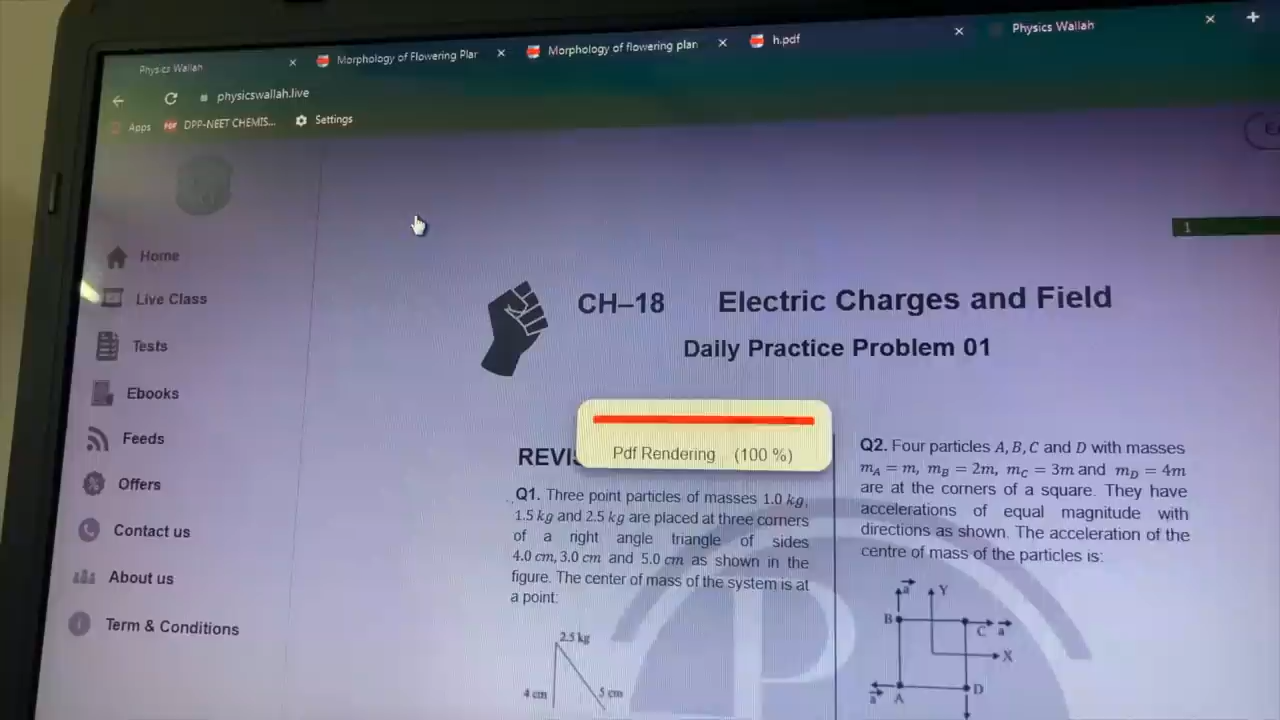 Physics Wallah
Morphology of Flowering Plar
Morphology of flowering plan
h.pdf
Physics Wallah
physicswallah.live
Apps
DPP-NEET CHEMIS...
Settings
1
Home
Live Class
Tests
Ebooks
Feeds
Offers
Contact us
About us
Term & Conditions
CH–18 Electric Charges and Field
Daily Practice Problem 01
Pdf Rendering (100 %)
REVI
Q1. Three point particles of masses 1.0 kg,
1.5 kg and 2.5 kg are placed at three corners
of a right angle triangle of sides
4.0 cm, 3.0 cm and 5.0 cm as shown in the
figure. The center of mass of the system is at
a point:
2.5 kg
4 cm
5 cm
Q2. Four particles A, B, C and D with masses
m_A = m, m_B = 2m, m_C = 3m and m_D = 4m
are at the corners of a square. They have
accelerations of equal magnitude with
directions as shown. The acceleration of the
centre of mass of the particles is:
a Y
B
C a
X
a A
D